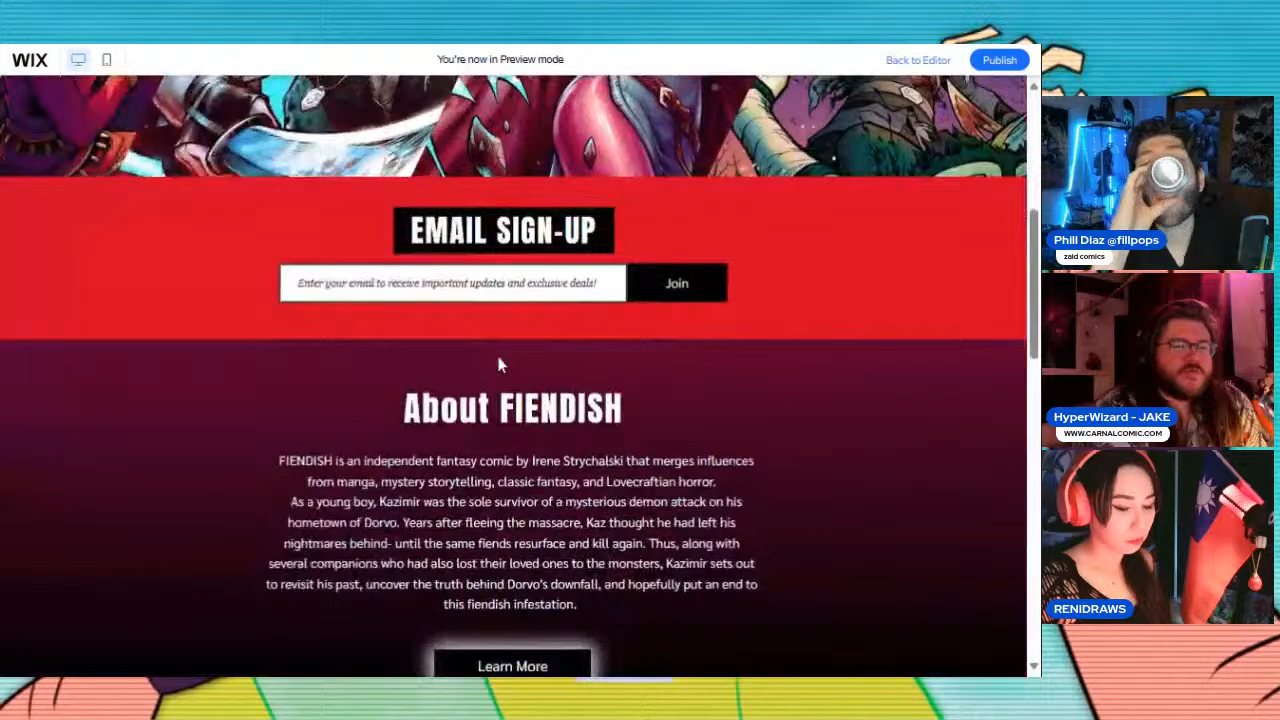 WIX
You're now in Preview mode
Back to Editor
Publish
EMAIL SIGN-UP
Enter your email to receive important updates and exclusive deals!
Join
About FIENDISH
FIENDISH is an independent fantasy comic by Irene Strychalski that merges influences
from manga, mystery storytelling, classic fantasy, and Lovecraftian horror.
As a young boy, Kazimir was the sole survivor of a mysterious demon attack on his
hometown of Dorvo. Years after fleeing the massacre, Kaz thought he had left his
nightmares behind- until the same fiends resurface and kill again. Thus, along with
several companions who had also lost their loved ones to the monsters, Kazimir sets out
to revisit his past, uncover the truth behind Dorvo's downfall, and hopefully put an end to
this fiendish infestation.
Learn More
Phill Diaz @fillpops
zaid comics
HyperWizard - JAKE
WWW.CARNALCOMIC.COM
RENIDRAWS